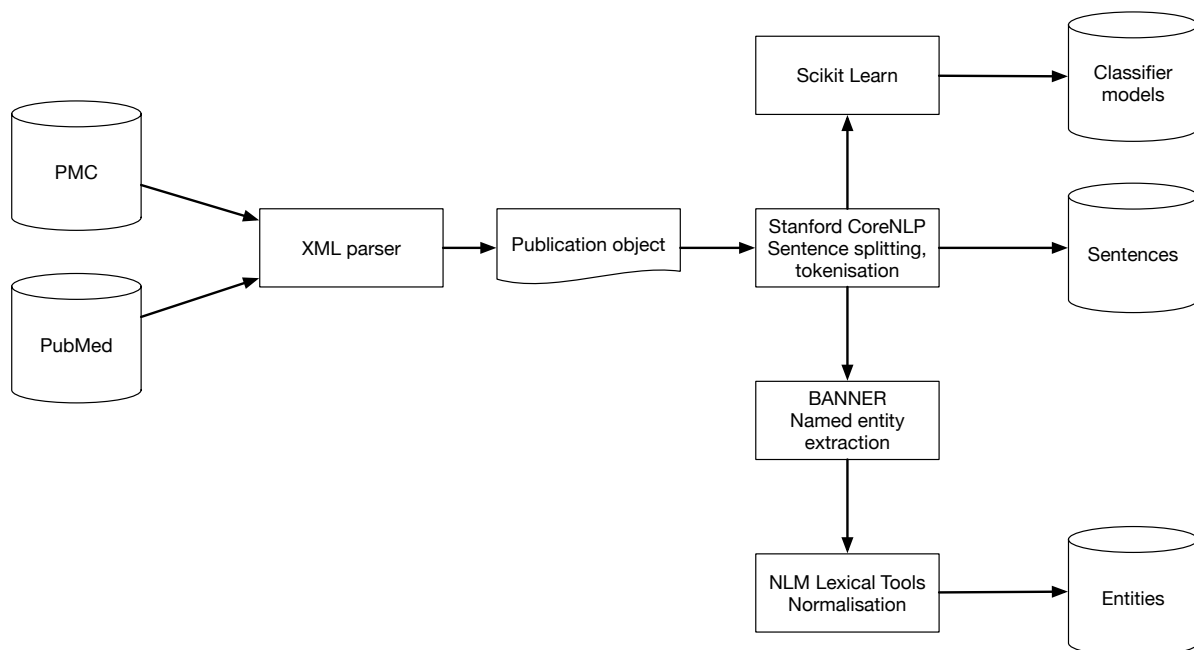 Scikit Learn
Classifier
models
PMC
XML parser
Publication object
Stanford CoreNLP
Sentence splitting,
tokenisation
Sentences
PubMed
BANNER
Named entity
extraction
NLM Lexical Tools
Normalisation
Entities